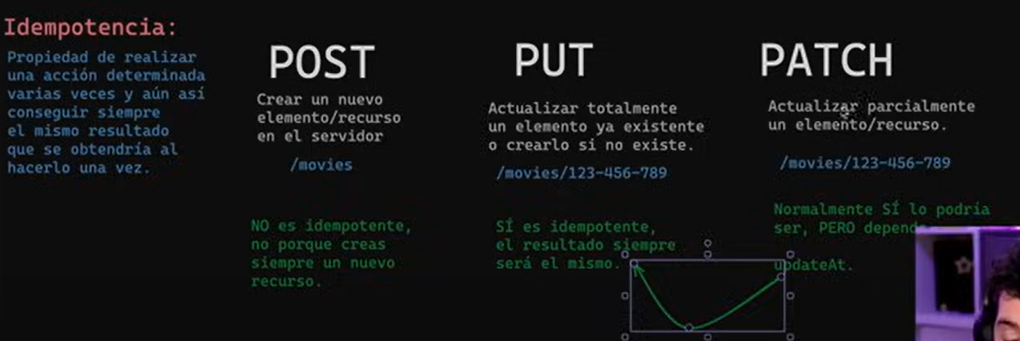 Idempotencia:
Propiedad de realizar
una acción determinada
varias veces y aún así
conseguir siempre
el mismo resultado
que se obtendría al
hacerlo una vez.
POST
Crear un nuevo
elemento/recurso
en el servidor
/movies
NO es idempotente,
no porque creas
siempre un nuevo
recurso.
PUT
Actualizar totalmente
un elemento ya existente
o crearlo si no existe.
/movies/123-456-789
SÍ es idempotente,
el resultado siempre
será el mismo.
PATCH
Actualizar parcialmente
un elemento/recurso.
/movies/123-456-789
Normalmente SÍ lo podría
ser, PERO
updateAt.